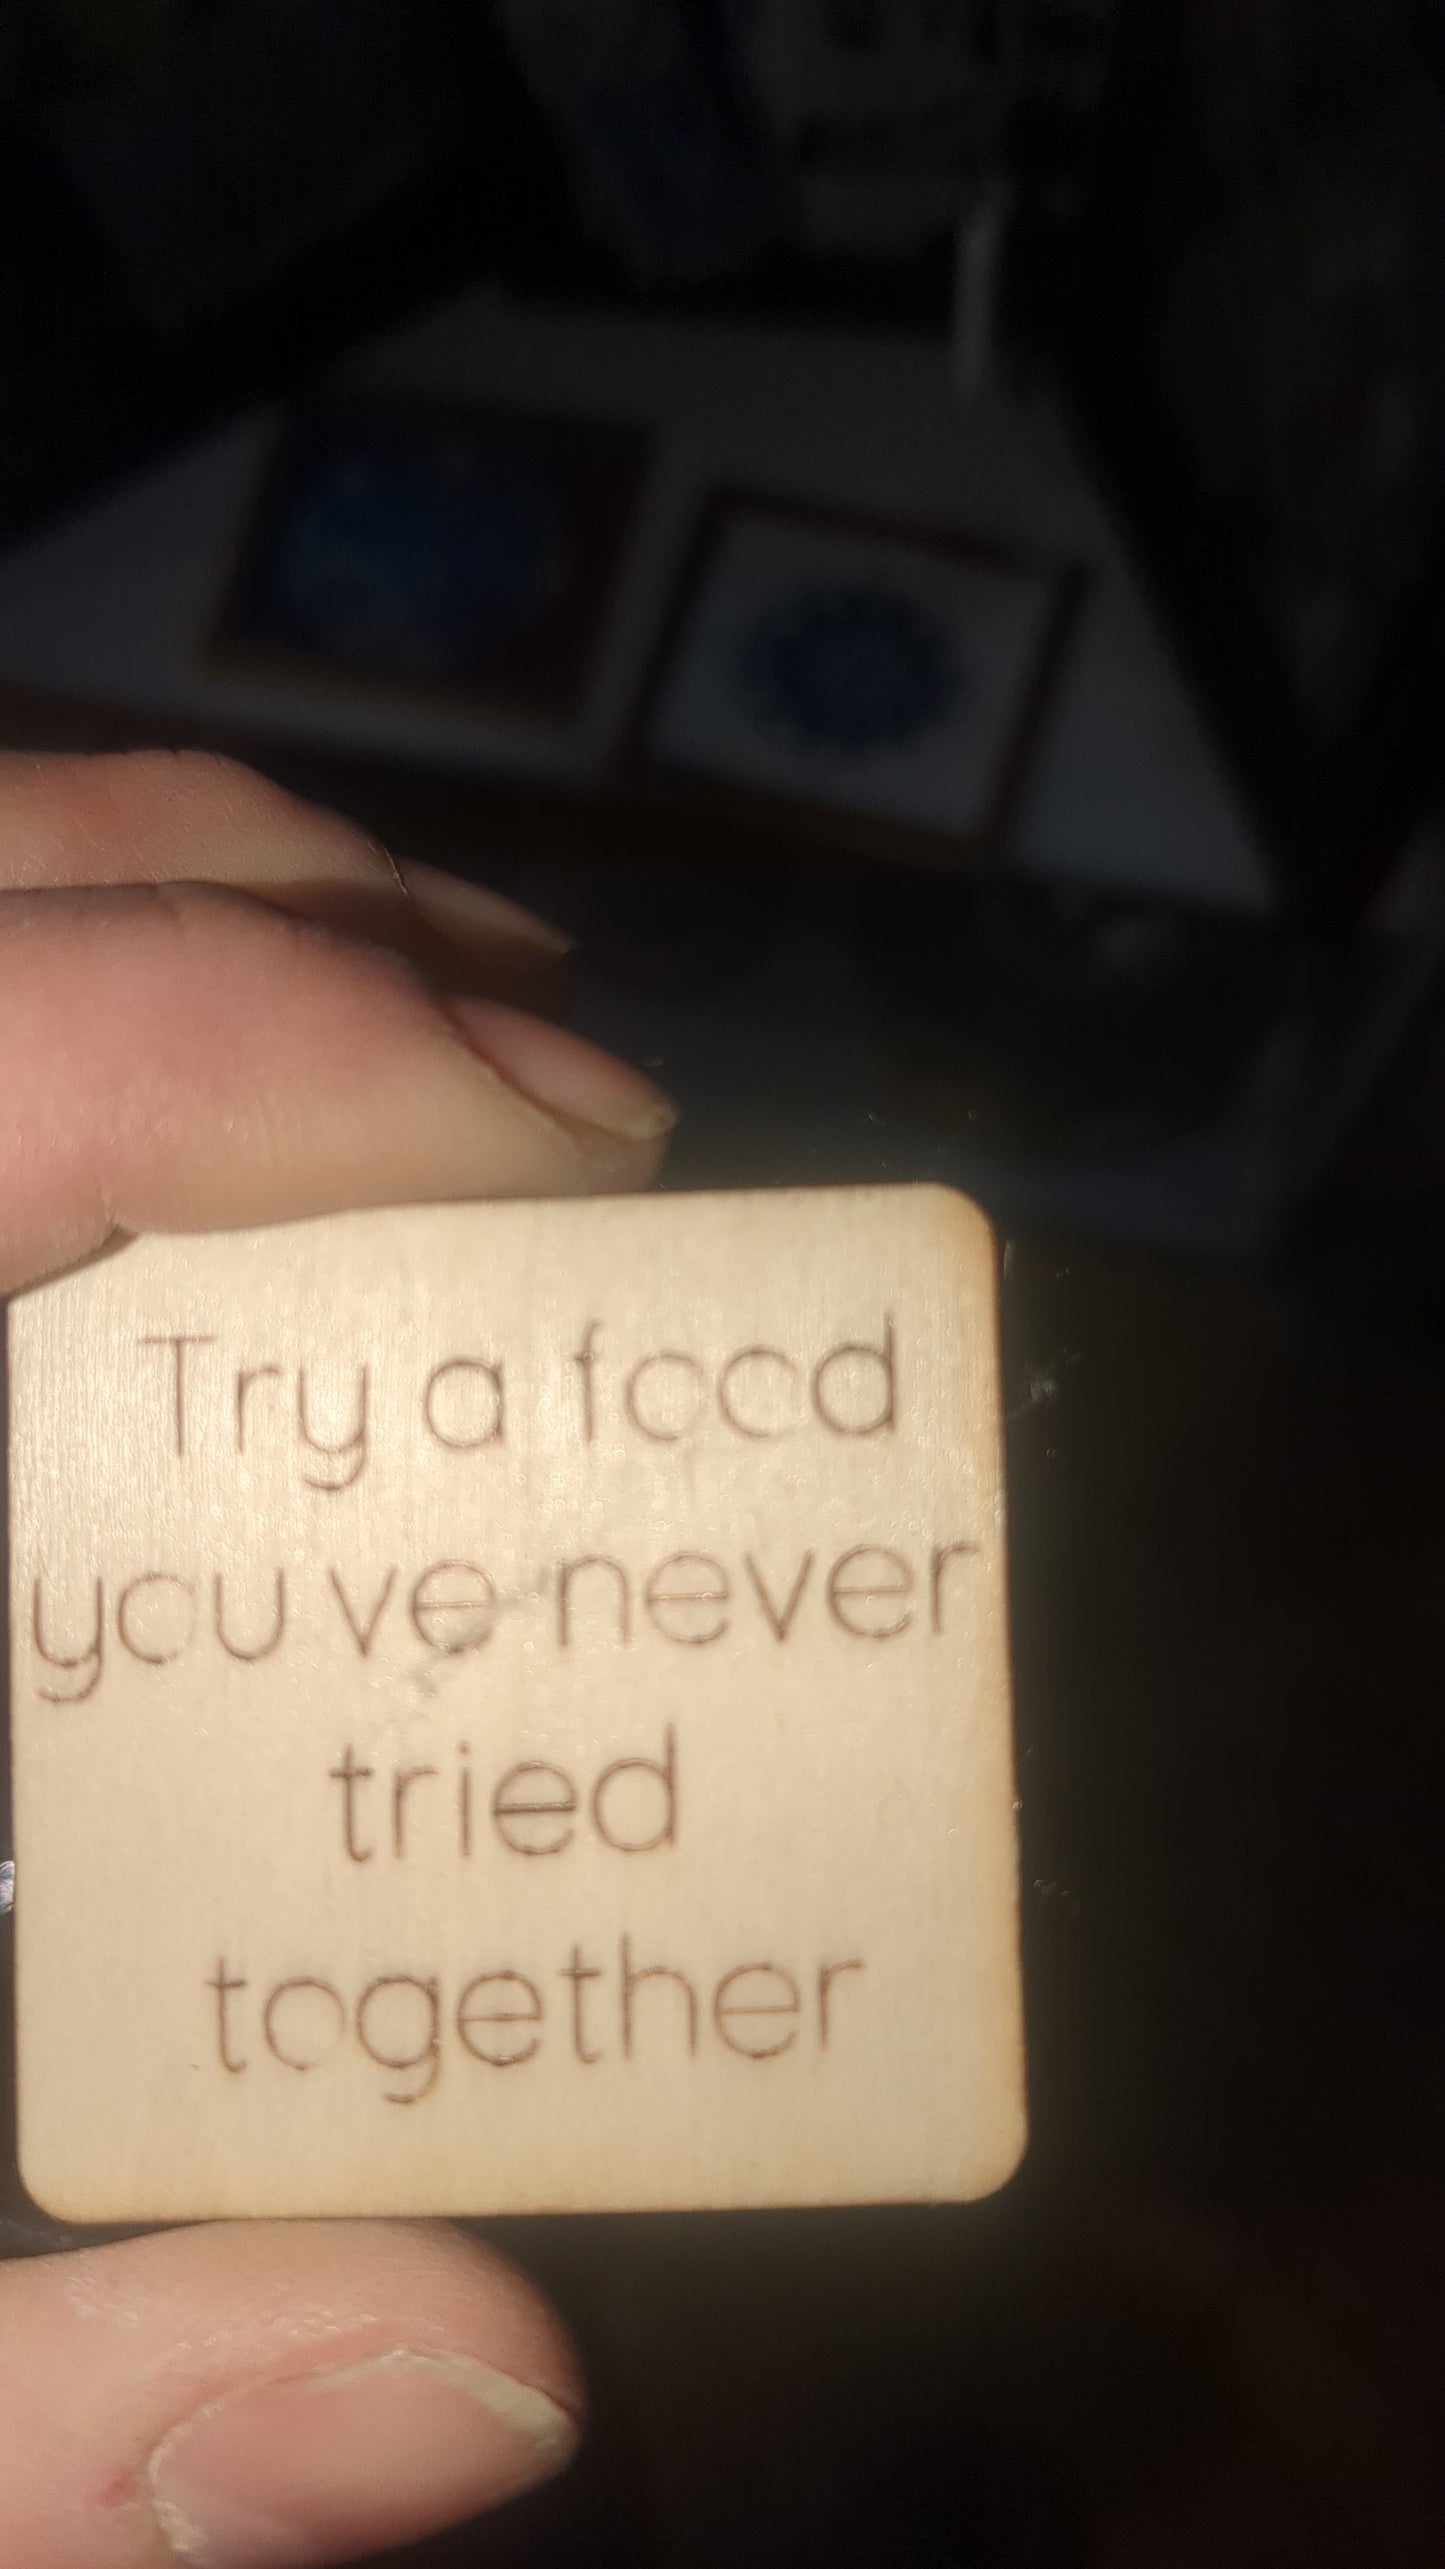 Try a food
you've never
tried
together